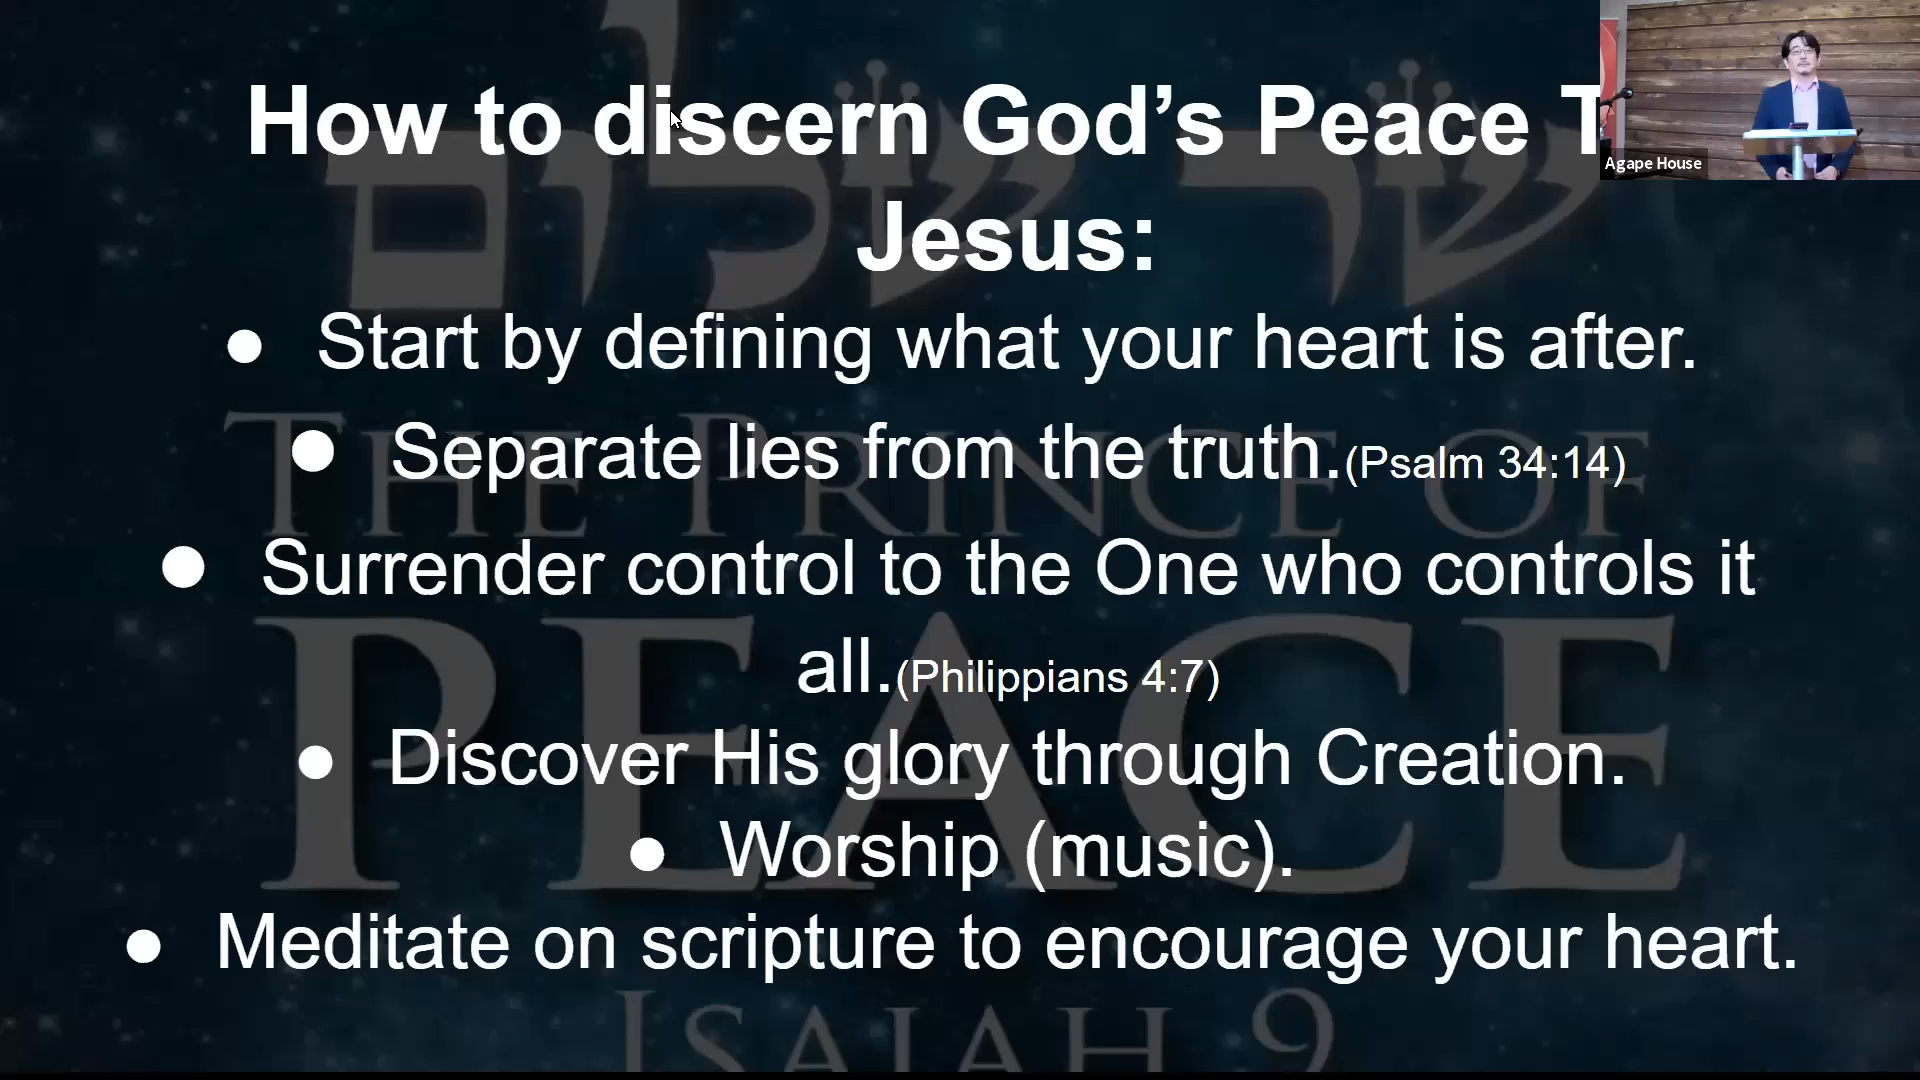 How to discern God’s Peace T
Jesus:
● Start by defining what your heart is after.
● Separate lies from the truth.(Psalm 34:14)
● Surrender control to the One who controls it
all.(Philippians 4:7)
● Discover His glory through Creation.
● Worship (music).
● Meditate on scripture to encourage your heart.
Agape House
שר שלום
THE PRINCE OF
PEACE
ISAIAH 9